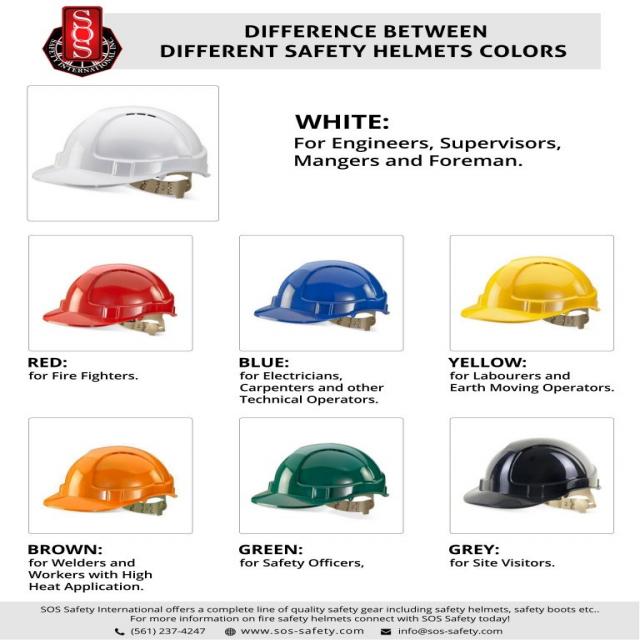 SOS
SAFETY INTERNATIONAL INC
DIFFERENCE BETWEEN
DIFFERENT SAFETY HELMETS COLORS
WHITE:
For Engineers, Supervisors,
Mangers and Foreman.
RED:
for Fire Fighters.
BLUE:
for Electricians,
Carpenters and other
Technical Operators.
YELLOW:
for Labourers and
Earth Moving Operators.
BROWN:
for Welders and
Workers with High
Heat Application.
GREEN:
for Safety Officers,
GREY:
for Site Visitors.
SOS Safety International offers a complete line of quality safety gear including safety helmets, safety boots etc..
For more information on fire safety helmets connect with SOS Safety today!
(561) 237-4247 www.sos-safety.com info@sos-safety.com